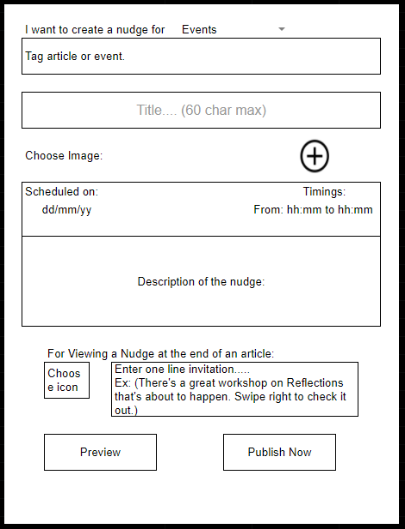 I want to create a nudge for Events
Tag article or event.
Title.... (60 char max)
Choose Image:
Scheduled on: Timings:
dd/mm/yy From: hh:mm to hh:mm
Description of the nudge:
For Viewing a Nudge at the end of an article:
Choos
e icon
Enter one line invitation.....
Ex: (There's a great workshop on Reflections
that's about to happen. Swipe right to check it
out.)
Preview Publish Now